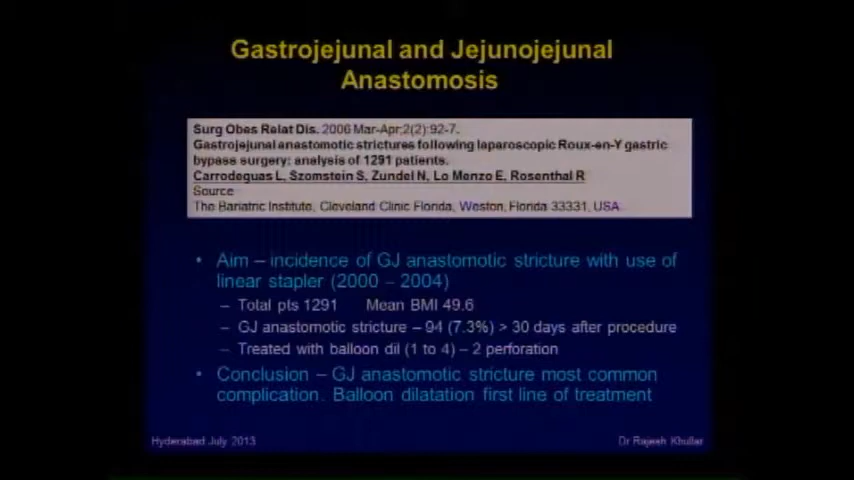 Gastrojejunal and Jejunojejunal
Anastomosis
Surg Obes Relat Dis. 2006 Mar-Apr;2(2):92-7.
Gastrojejunal anastomotic strictures following laparoscopic Roux-en-Y gastric
bypass surgery: analysis of 1291 patients.
Carrodeguas L, Szomstein S, Zundel N, Lo Menzo E, Rosenthal R
Source
The Bariatric Institute, Cleveland Clinic Florida, Weston, Florida 33331, USA.
• Aim – incidence of GJ anastomotic stricture with use of
linear stapler (2000 – 2004)
– Total pts 1291 Mean BMI 49.6
– GJ anastomotic stricture – 94 (7.3%) > 30 days after procedure
– Treated with balloon dil (1 to 4) – 2 perforation
• Conclusion – GJ anastomotic stricture most common
complication. Balloon dilatation first line of treatment
Hyderabad July 2013
Dr Rajesh Khullar